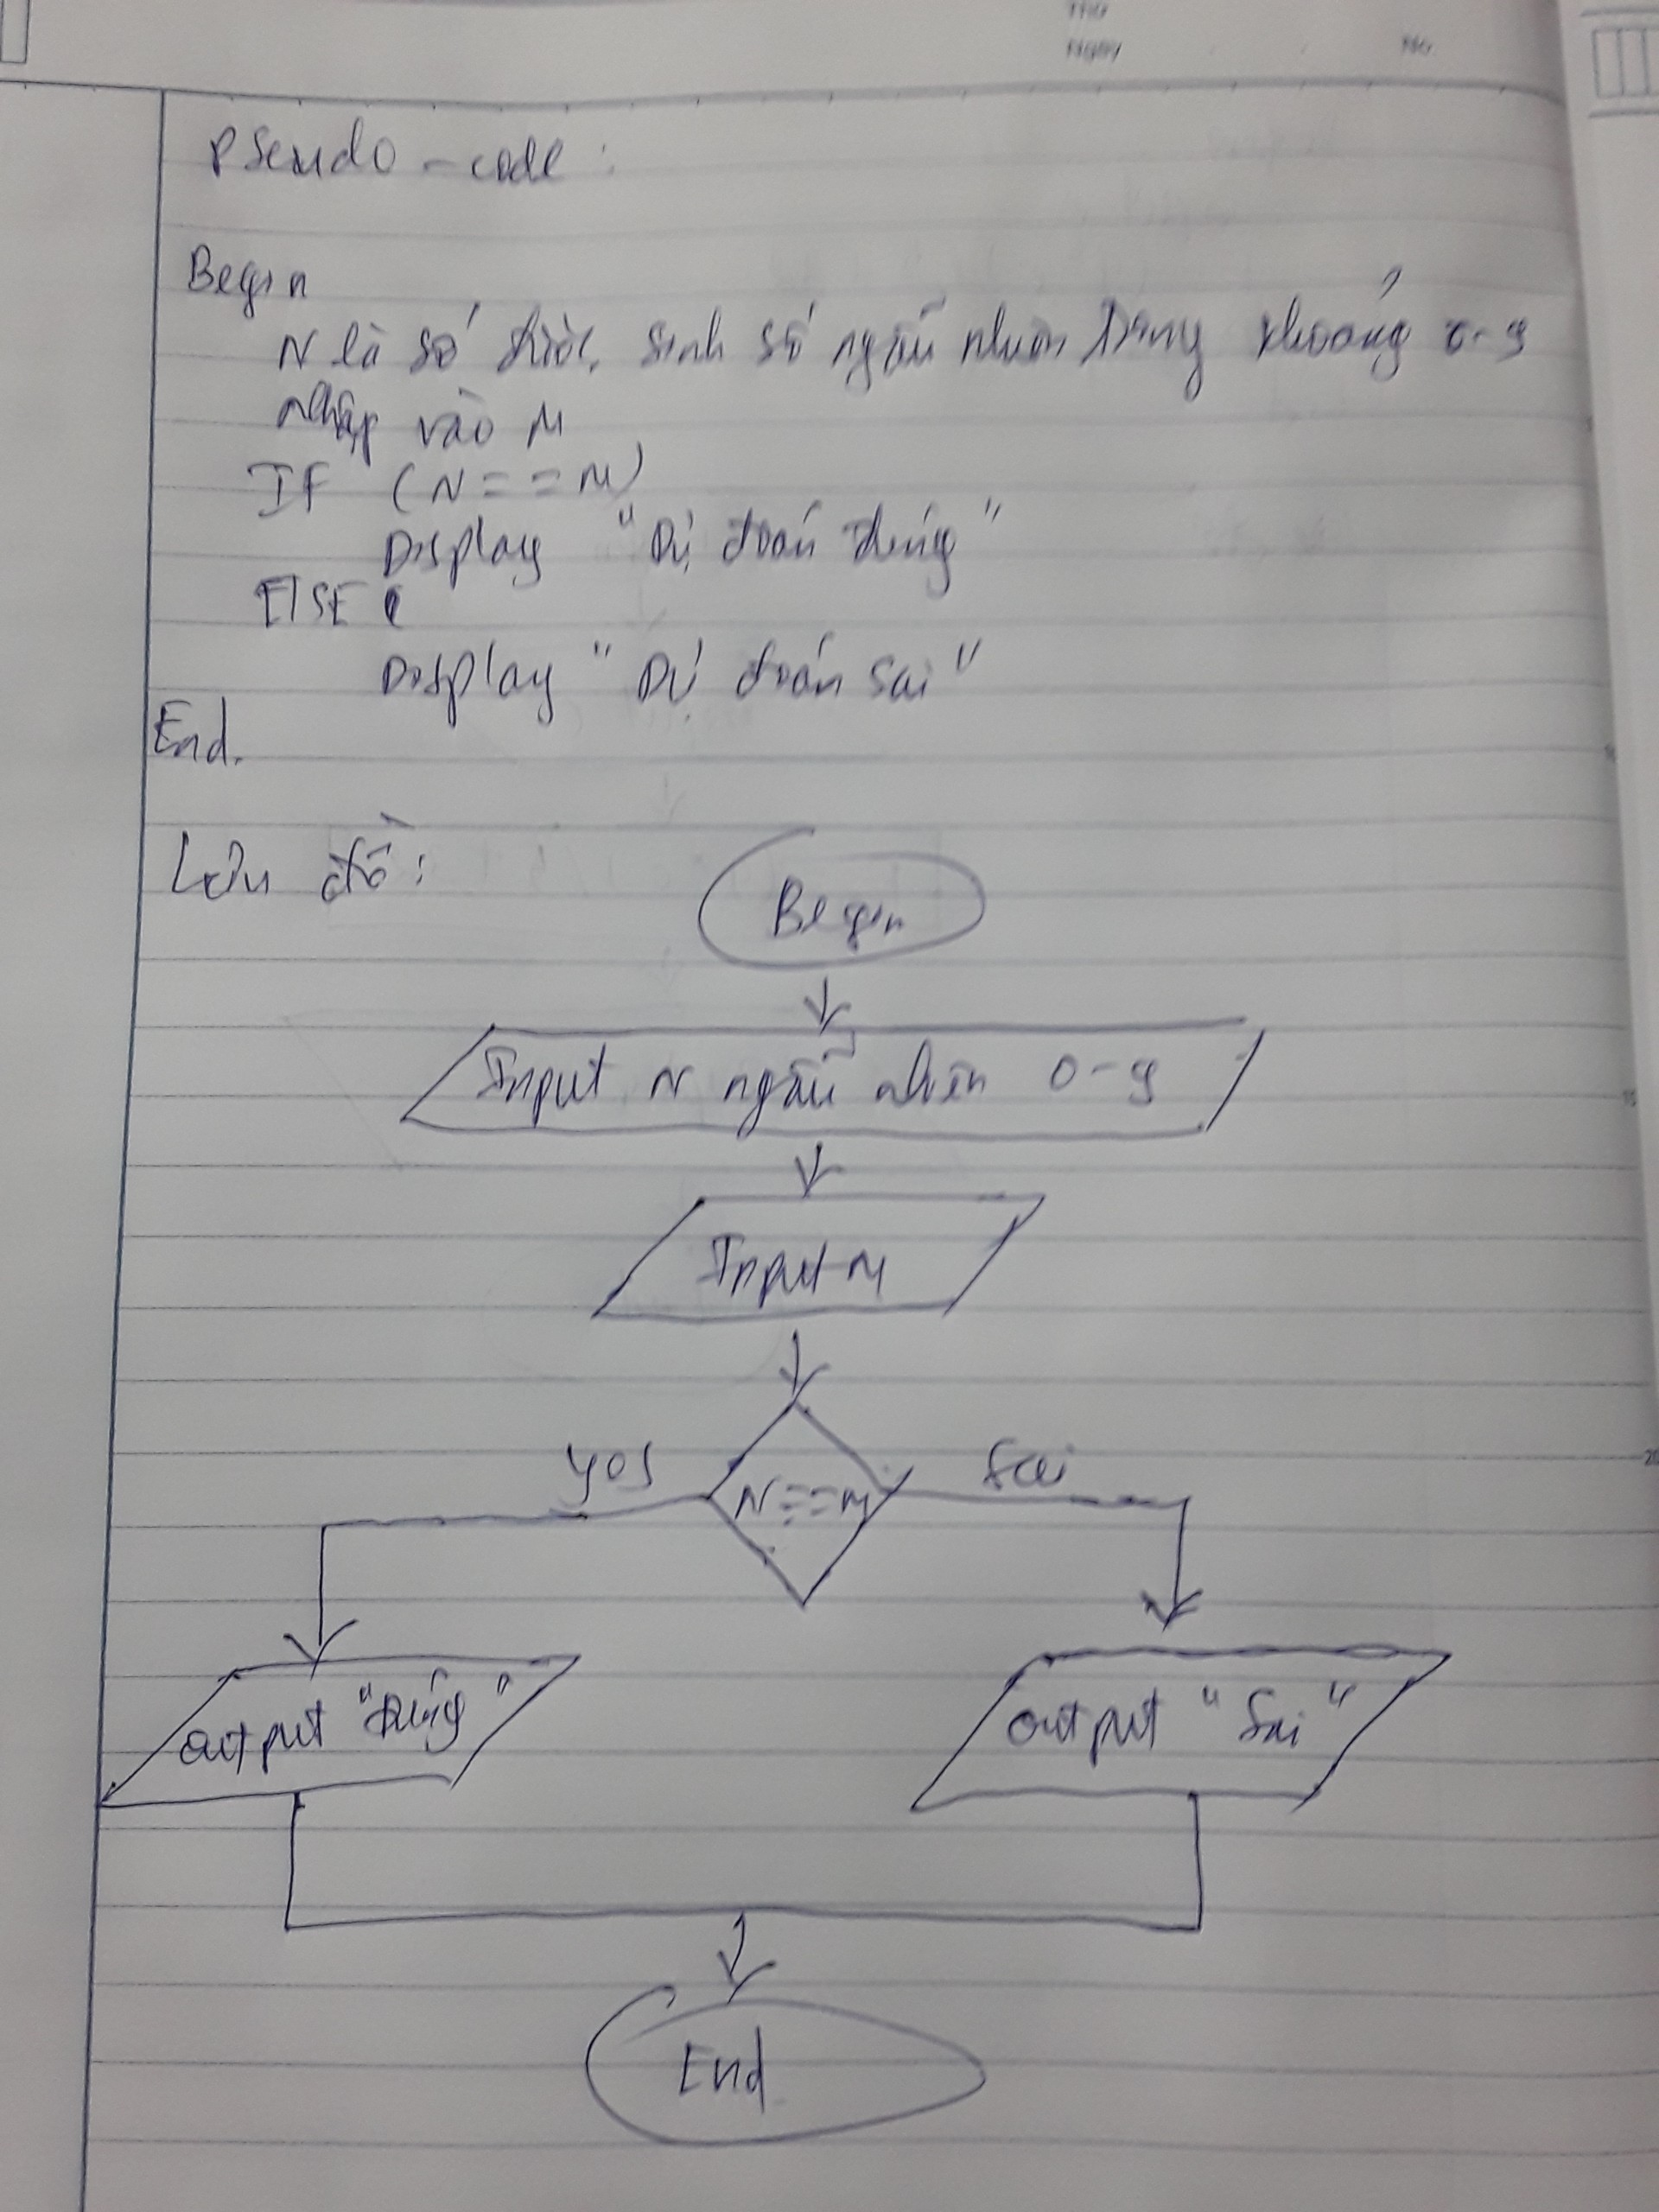 Thứ
Ngày No.
Pseudo - code :
Begin
N là số được sinh số ngẫu nhiên trong khoảng 0-9
nhập vào M
IF (N==M)
Display "Dự đoán đúng"
ElSE
Display "Dự đoán sai"
End.
Lưu đồ:
Begin
Input N ngẫu nhiên 0-9
Input M
yes N==M Sai
output "Đúng" output "Sai"
End
15
20